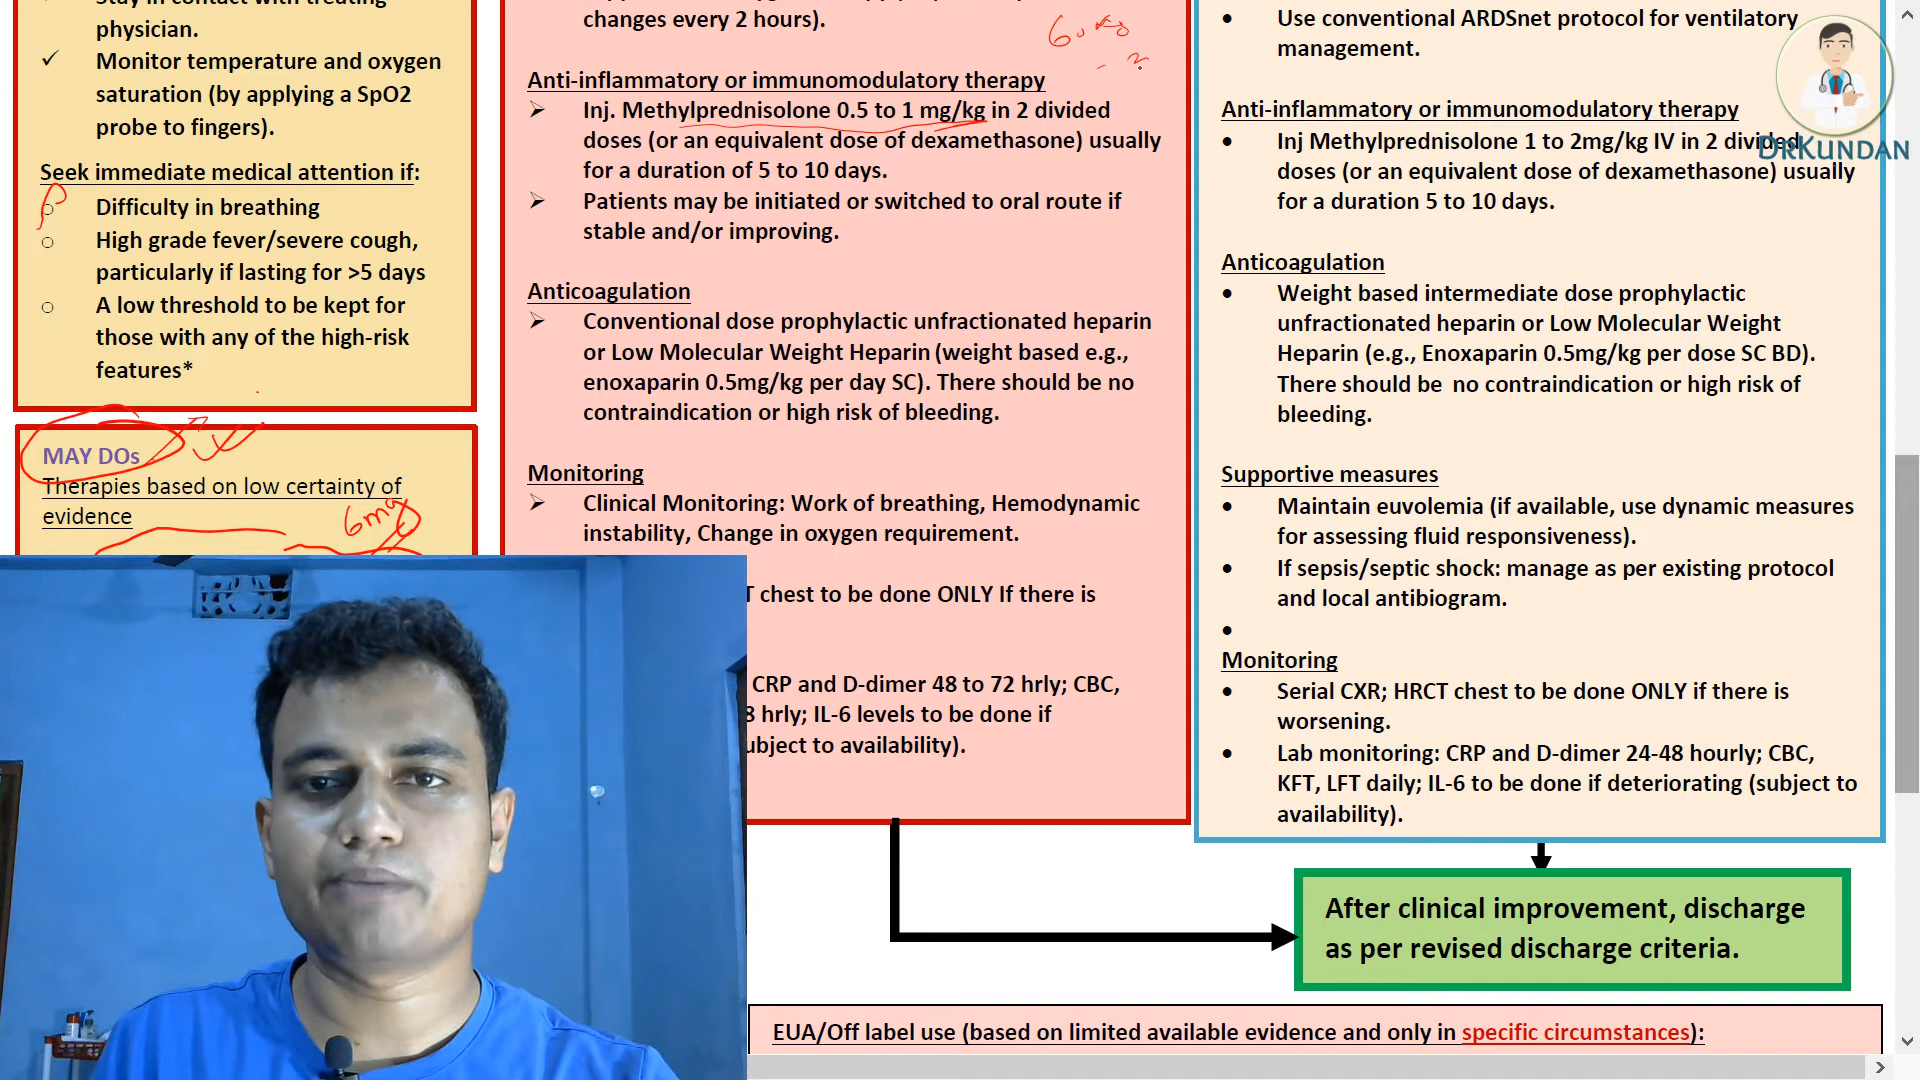 Stay in contact with treating
physician.
✓ Monitor temperature and oxygen
saturation (by applying a SpO2
probe to fingers).
Seek immediate medical attention if:
○ Difficulty in breathing
○ High grade fever/severe cough,
particularly if lasting for >5 days
○ A low threshold to be kept for
those with any of the high-risk
features*
MAY DOs
Therapies based on low certainty of
evidence
6mg
changes every 2 hours).
60 kg
Anti-inflammatory or immunomodulatory therapy
➢ Inj. Methylprednisolone 0.5 to 1 mg/kg in 2 divided
doses (or an equivalent dose of dexamethasone) usually
for a duration of 5 to 10 days.
➢ Patients may be initiated or switched to oral route if
stable and/or improving.
Anticoagulation
➢ Conventional dose prophylactic unfractionated heparin
or Low Molecular Weight Heparin (weight based e.g.,
enoxaparin 0.5mg/kg per day SC). There should be no
contraindication or high risk of bleeding.
Monitoring
➢ Clinical Monitoring: Work of breathing, Hemodynamic
instability, Change in oxygen requirement.
chest to be done ONLY If there is
CRP and D-dimer 48 to 72 hrly; CBC,
8 hrly; IL-6 levels to be done if
ubject to availability).
• Use conventional ARDSnet protocol for ventilatory
management.
Anti-inflammatory or immunomodulatory therapy
• Inj Methylprednisolone 1 to 2mg/kg IV in 2 divided
doses (or an equivalent dose of dexamethasone) usually
for a duration 5 to 10 days.
Anticoagulation
• Weight based intermediate dose prophylactic
unfractionated heparin or Low Molecular Weight
Heparin (e.g., Enoxaparin 0.5mg/kg per dose SC BD).
There should be no contraindication or high risk of
bleeding.
Supportive measures
• Maintain euvolemia (if available, use dynamic measures
for assessing fluid responsiveness).
• If sepsis/septic shock: manage as per existing protocol
and local antibiogram.
•
Monitoring
• Serial CXR; HRCT chest to be done ONLY if there is
worsening.
• Lab monitoring: CRP and D-dimer 24-48 hourly; CBC,
KFT, LFT daily; IL-6 to be done if deteriorating (subject to
availability).
After clinical improvement, discharge
as per revised discharge criteria.
EUA/Off label use (based on limited available evidence and only in specific circumstances):
DRKUNDAN